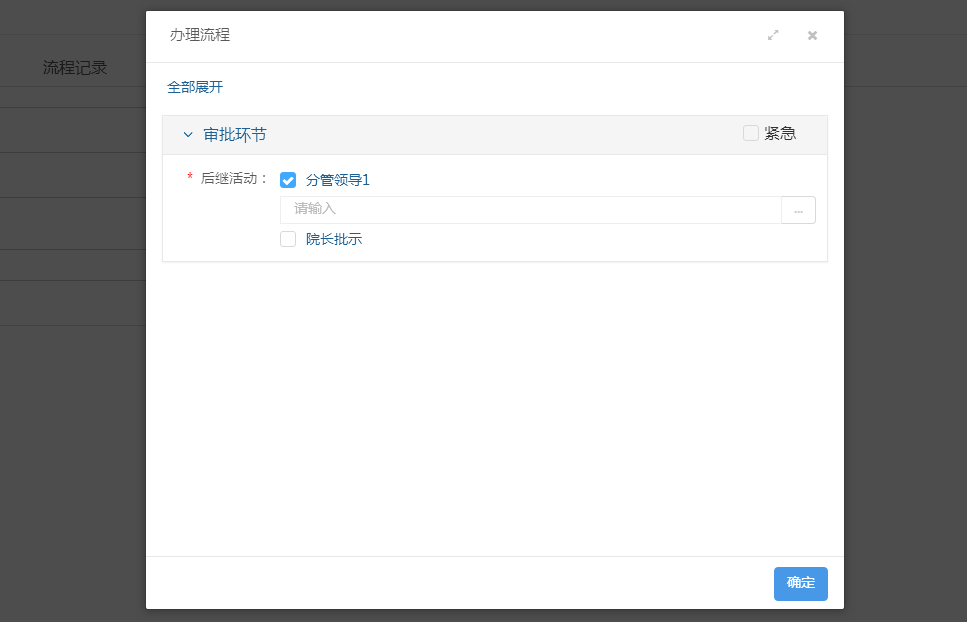 办理流程
流程记录
全部展开
审批环节
紧急
* 后继活动：
分管领导1
请输入
...
院长批示
确定